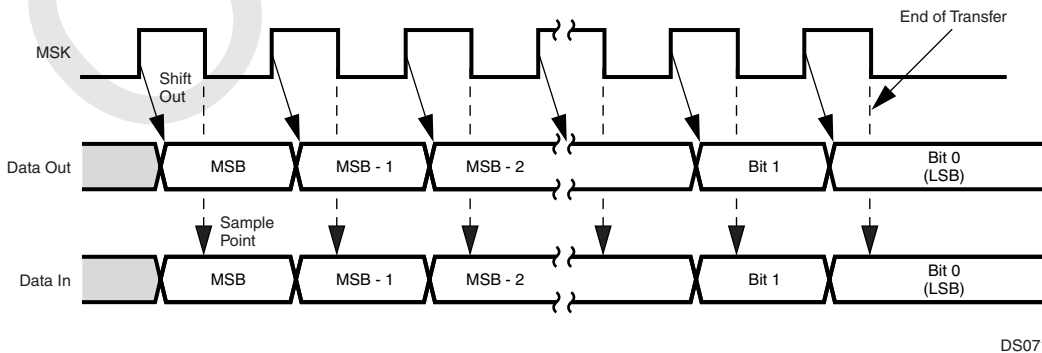 End of Transfer
MSK
Shift
Out
Data Out
MSB
MSB - 1
MSB - 2
Bit 1
Bit 0
(LSB)
Sample
Point
Data In
MSB
MSB - 1
MSB - 2
Bit 1
Bit 0
(LSB)
DS07